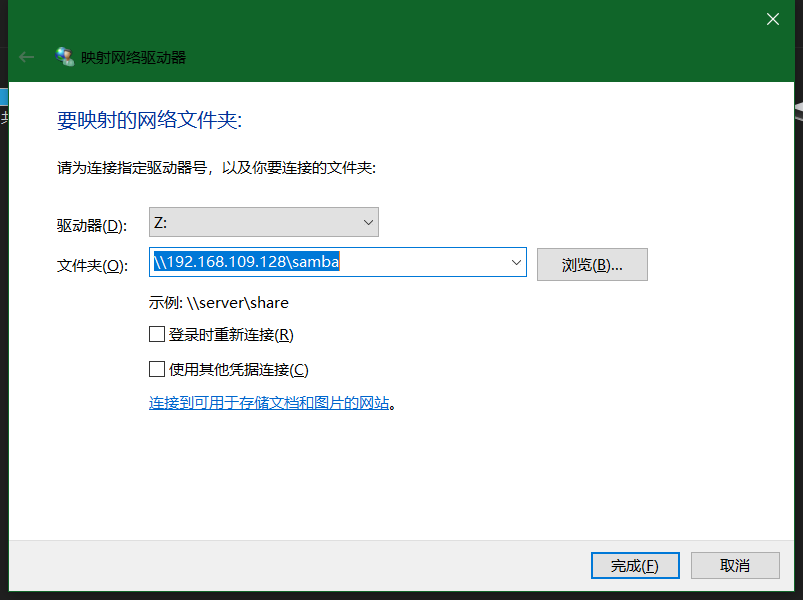 映射网络驱动器
要映射的网络文件夹:
请为连接指定驱动器号，以及你要连接的文件夹:
驱动器(D): Z:
文件夹(O): \\192.168.109.128\samba 浏览(B)...
示例: \\server\share
登录时重新连接(R)
使用其他凭据连接(C)
连接到可用于存储文档和图片的网站。
完成(F) 取消